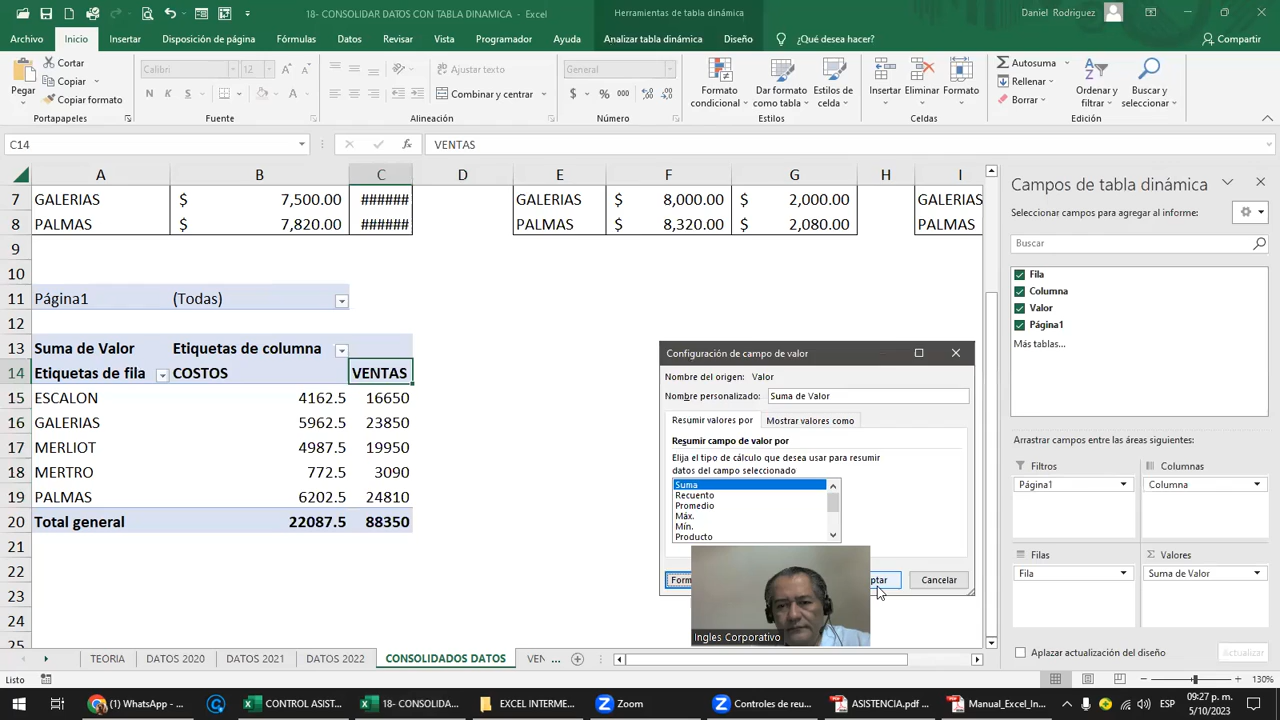 18- CONSOLIDAR DATOS CON TABLA DINAMICA - Excel
Herramientas de tabla dinámica
Daniel Rodriguez
Archivo Inicio Insertar Disposición de página Fórmulas Datos Revisar Vista Programador Ayuda Analizar tabla dinámica Diseño ¿Qué desea hacer? Compartir
Pegar
Cortar
Copiar
Copiar formato
Portapapeles
Calibri 12
N K S
Fuente
Ajustar texto
Combinar y centrar
Alineación
General
$ % 000
Número
Formato condicional
Dar formato como tabla
Estilos de celda
Estilos
Insertar Eliminar Formato
Celdas
Autosuma
Rellenar
Borrar
Ordenar y filtrar
Buscar y seleccionar
Edición
C14 fx VENTAS
A B C D E F G H I
7 GALERIAS $ 7,500.00 ###### GALERIAS $ 8,000.00 $ 2,000.00 GALERIAS
8 PALMAS $ 7,820.00 ###### PALMAS $ 8,320.00 $ 2,080.00 PALMAS
9
10
11 Página1 (Todas)
12
13 Suma de Valor Etiquetas de columna
14 Etiquetas de fila COSTOS VENTAS
15 ESCALON 4162.5 16650
16 GALERIAS 5962.5 23850
17 MERLIOT 4987.5 19950
18 MERTRO 772.5 3090
19 PALMAS 6202.5 24810
20 Total general 22087.5 88350
21
22
23
24
Configuración de campo de valor
Nombre del origen: Valor
Nombre personalizado: Suma de Valor
Resumir valores por Mostrar valores como
Resumir campo de valor por
Elija el tipo de cálculo que desea usar para resumir
datos del campo seleccionado
Suma
Recuento
Promedio
Máx.
Mín.
Producto
Form ptar Cancelar
Ingles Corporativo
Campos de tabla dinámica
Seleccionar campos para agregar al informe:
Buscar
Fila
Columna
Valor
Página1
Más tablas...
Arrastrar campos entre las áreas siguientes:
Filtros Columnas
Página1 Columna
Filas Σ Valores
Fila Suma de Valor
Aplazar actualización del diseño Actualizar
TEORIA DATOS 2020 DATOS 2021 DATOS 2022 CONSOLIDADOS DATOS VEN ...
Listo
130%
(1) WhatsApp - ... CONTROL ASIST... 18- CONSOLIDA... EXCEL INTERME... Zoom Controles de reu... ASISTENCIA.pdf ... Manual_Excel_In... ESP
09:27 p. m.
5/10/2023